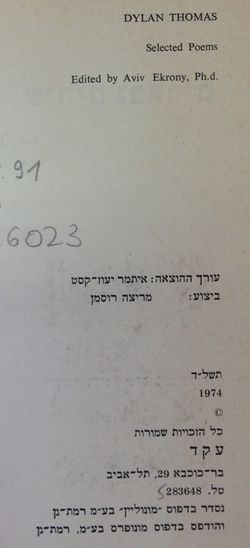 DYLAN THOMAS
Selected Poems
Edited by Aviv Ekrony, Ph.d.
.91
6023
עורך ההוצאה: איתמר יעוז־קסט
ביצוע: מריצה רוסמן
תשל״ד
1974
©
כל הזכויות שמורות
עקד
בר־כוכבא 29, תל־אביב
טל. 283648
נסדר בדפוס ״מונוליין״ בע״מ רמת־גן
והודפס בדפוס מונופרס בע״מ, רמת־גן